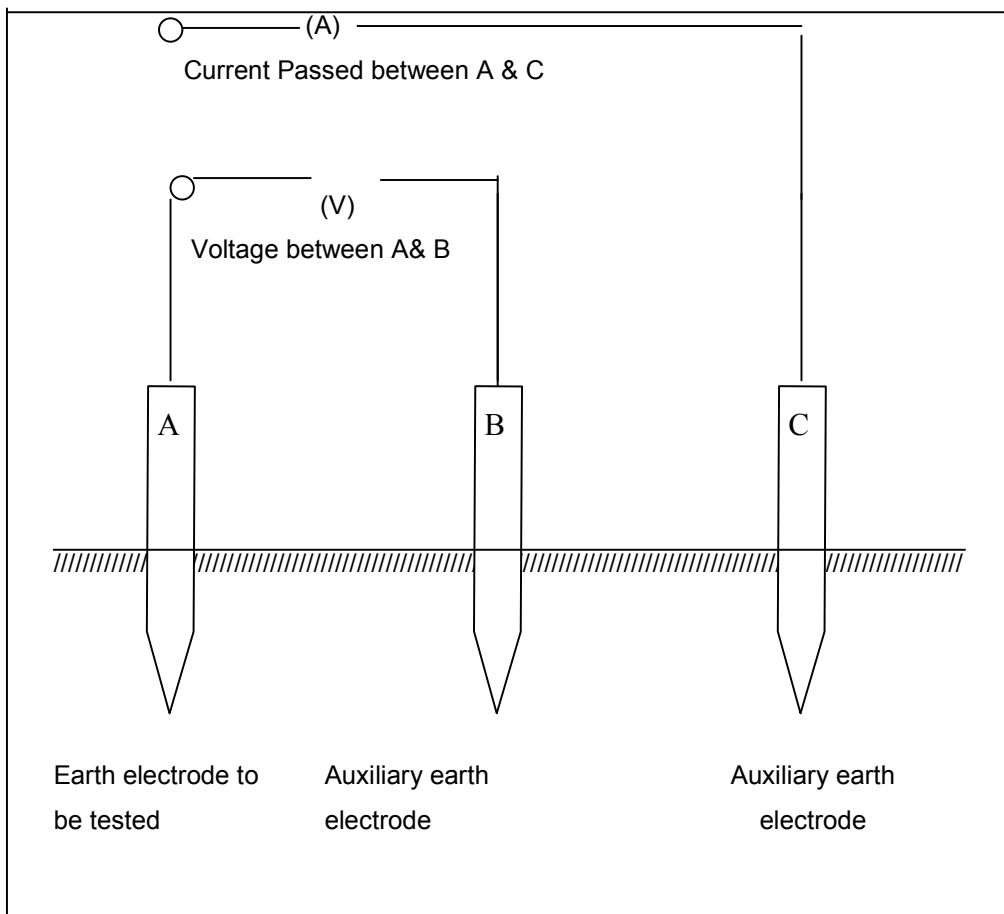 (A)
Current Passed between A & C
(V)
Voltage between A& B
A
B
C
Earth electrode to
be tested
Auxiliary earth
electrode
Auxiliary earth
electrode